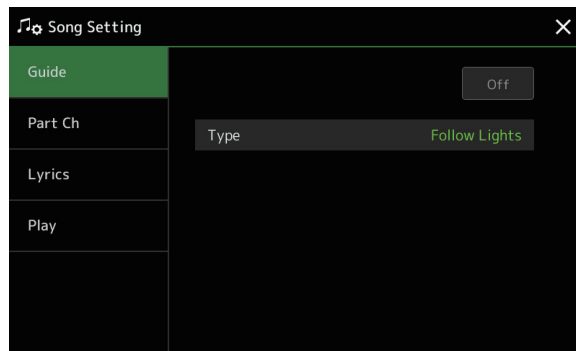 Song Setting
Guide
Off
Part Ch
Type Follow Lights
Lyrics
Play